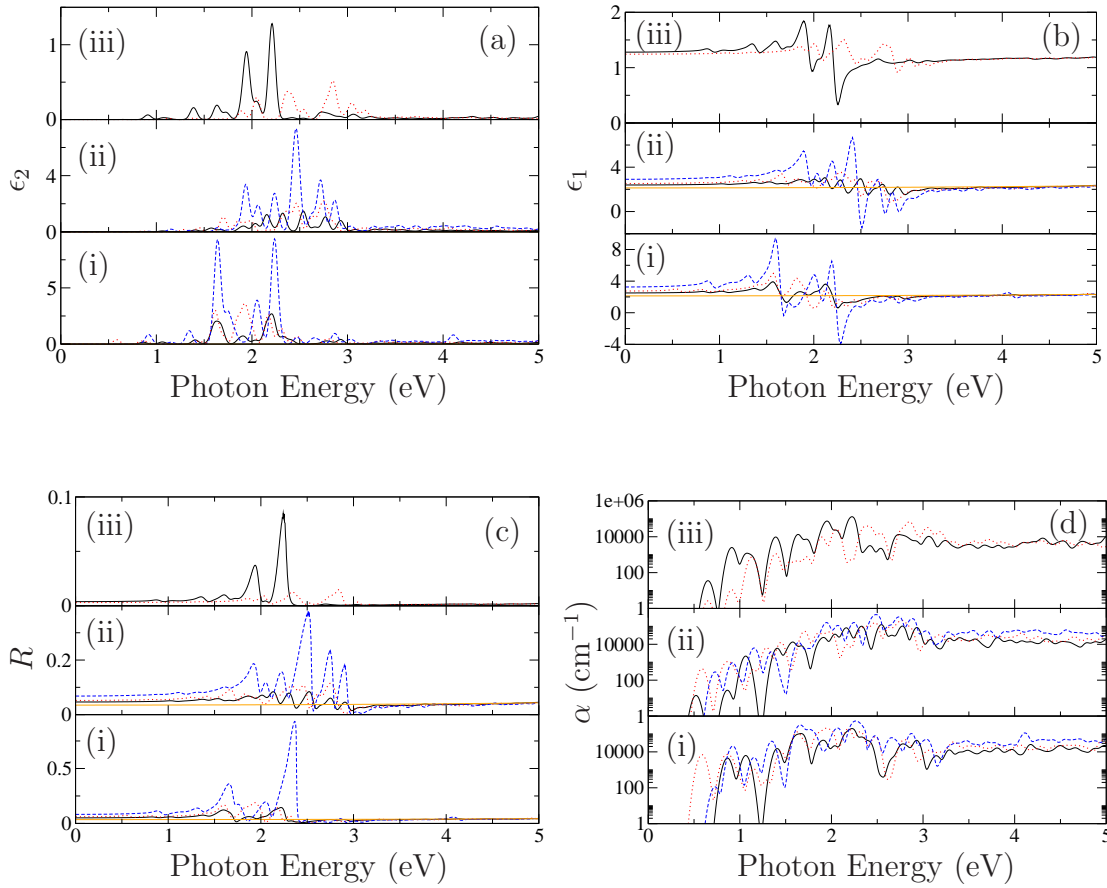 (iii) (a)
1
0
(ii)
4
0
ϵ2
(i)
5
0
0 1 2 3 4 5
Photon Energy (eV)
(iii) (b)
2
1
0
(ii)
4
0
ϵ1
(i)
8
4
0
-4
0 1 2 3 4 5
Photon Energy (eV)
0.1
(iii) (c)
0
(ii)
0.2
0
R
(i)
0.5
0
0 1 2 3 4 5
Photon Energy (eV)
1e+06
(iii) (d)
10000
100
1
(ii)
10000
100
1
α (cm⁻¹)
(i)
10000
100
1
0 1 2 3 4 5
Photon Energy (eV)